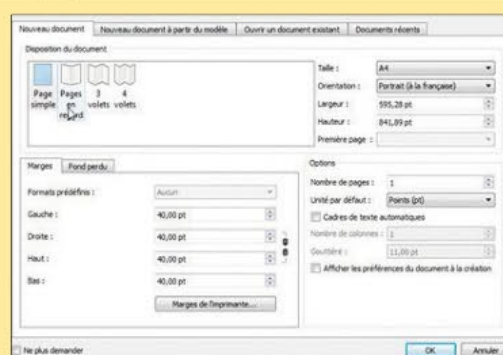 Nouveau document Nouveau document à partir du modèle Ouvrir un document existant Documents récents
Disposition du document
Page simple
Pages en regard
3 volets
4 volets
Taille : A4
Orientation : Portrait (à la française)
Largeur : 595,28 pt
Hauteur : 841,89 pt
Première page :
Marges Fond perdu
Formats prédéfinis : Aucun
Gauche : 40,00 pt
Droite : 40,00 pt
Haut : 40,00 pt
Bas : 40,00 pt
Marges de l'imprimante...
Options
Nombre de pages : 1
Unité par défaut : Points (pt)
Cadres de texte automatiques
Nombre de colonnes : 1
Gouttière : 11,00 pt
Afficher les préférences du document à la création
Ne plus demander
OK Annuler